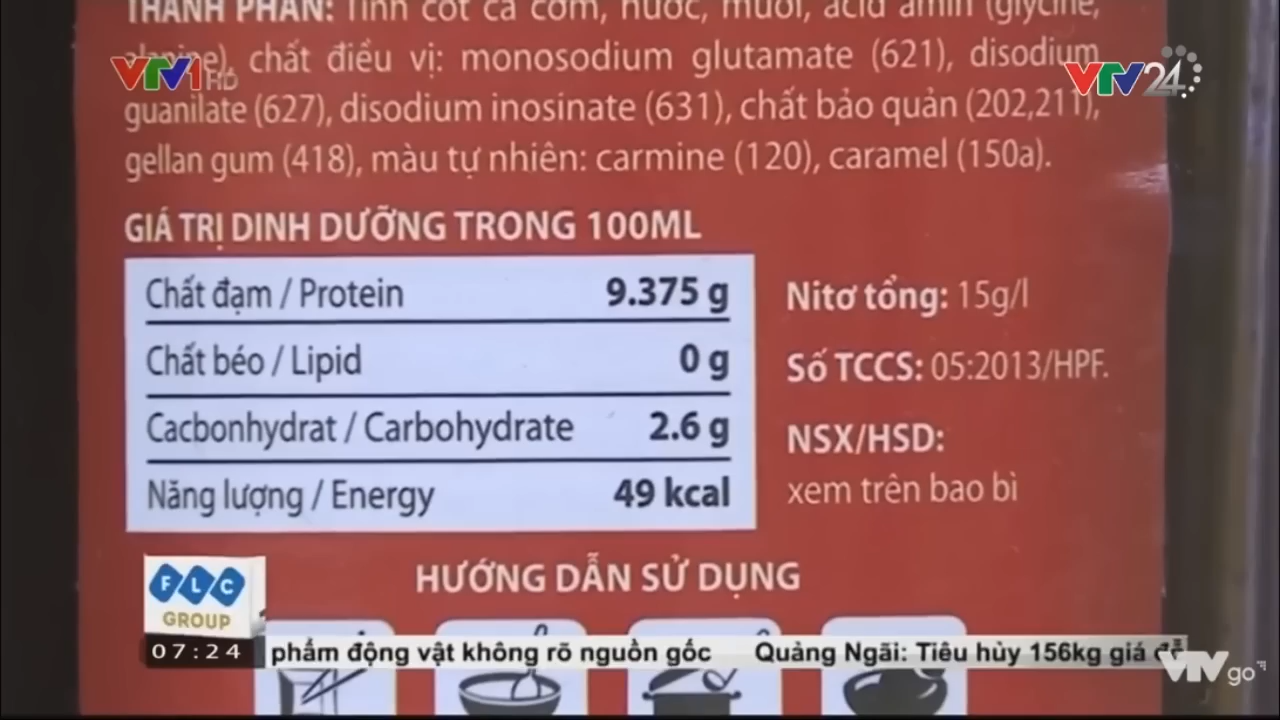 THÀNH PHẦN: Tinh cốt cá cơm, nước, muối, acid amin (glycine,
alanine), chất điều vị: monosodium glutamate (621), disodium
guanilate (627), disodium inosinate (631), chất bảo quản (202,211),
gellan gum (418), màu tự nhiên: carmine (120), caramel (150a).
VTV1 HD
VTV24
GIÁ TRỊ DINH DƯỠNG TRONG 100ML
Chất đạm / Protein 9.375 g
Chất béo / Lipid 0 g
Cacbonhydrat / Carbohydrate 2.6 g
Năng lượng / Energy 49 kcal
Nitơ tổng: 15g/l
Số TCCS: 05:2013/HPF.
NSX/HSD:
xem trên bao bì
HƯỚNG DẪN SỬ DỤNG
FLC
GROUP
07:24
phẩm động vật không rõ nguồn gốc Quảng Ngãi: Tiêu hủy 156kg giá đỗ
VTV go